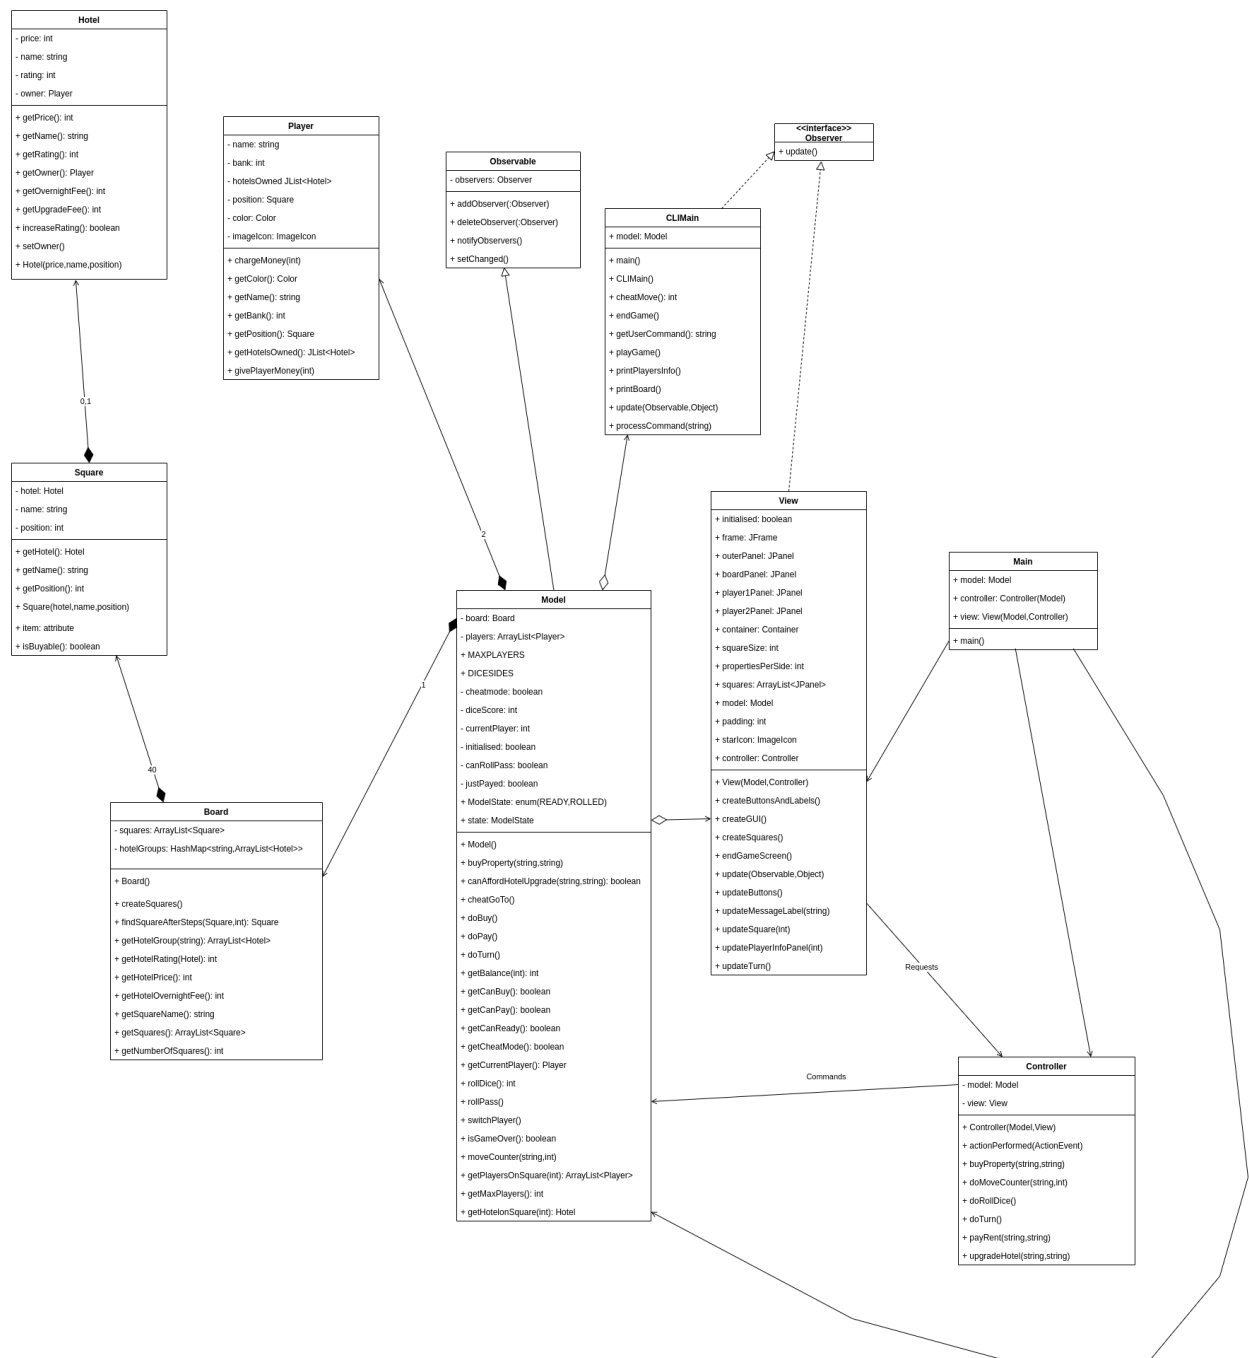 Hotel
- price: int
- name: string
- rating: int
- owner: Player
+ getPrice(): int
+ getName(): string
+ getRating(): int
+ getOwner(): Player
+ getOvernightFee(): int
+ getUpgradeFee(): int
+ increaseRating(): boolean
+ setOwner()
+ Hotel(price,name,position)
0,1
Player
- name: string
- bank: int
- hotelsOwned JList<Hotel>
- position: Square
- color: Color
- imageIcon: ImageIcon
+ chargeMoney(int)
+ getColor(): Color
+ getName(): string
+ getBank(): int
+ getPosition(): Square
+ getHotelsOwned(): JList<Hotel>
+ givePlayerMoney(int)
2
Observable
- observers: Observer
+ addObserver(:Observer)
+ deleteObserver(:Observer)
+ notifyObservers()
+ setChanged()
<<interface>>
Observer
+ update()
CLIMain
+ model: Model
+ main()
+ CLIMain()
+ cheatMove(): int
+ endGame()
+ getUserCommand(): string
+ playGame()
+ printPlayersInfo()
+ printBoard()
+ update(Observable,Object)
+ processCommand(string)
Square
- hotel: Hotel
- name: string
- position: int
+ getHotel(): Hotel
+ getName(): string
+ getPosition(): int
+ Square(hotel,name,position)
+ item: attribute
+ isBuyable(): boolean
40
Board
- squares: ArrayList<Square>
- hotelGroups: HashMap<string,ArrayList<Hotel>>
+ Board()
+ createSquares()
+ findSquareAfterSteps(Square,int): Square
+ getHotelGroup(string): ArrayList<Hotel>
+ getHotelRating(Hotel): int
+ getHotelPrice(): int
+ getHotelOvernightFee(): int
+ getSquareName(): string
+ getSquares(): ArrayList<Square>
+ getNumberOfSquares(): int
1
Model
- board: Board
- players: ArrayList<Player>
+ MAXPLAYERS
+ DICESIDES
- cheatmode: boolean
- diceScore: int
- currentPlayer: int
- initialised: boolean
- canRollPass: boolean
- justPayed: boolean
+ ModelState: enum(READY,ROLLED)
+ state: ModelState
+ Model()
+ buyProperty(string,string)
+ canAffordHotelUpgrade(string,string): boolean
+ cheatGoTo()
+ doBuy()
+ doPay()
+ doTurn()
+ getBalance(int): int
+ getCanBuy(): boolean
+ getCanPay(): boolean
+ getCanReady(): boolean
+ getCheatMode(): boolean
+ getCurrentPlayer(): Player
+ rollDice(): int
+ rollPass()
+ switchPlayer()
+ isGameOver(): boolean
+ moveCounter(string,int)
+ getPlayersOnSquare(int): ArrayList<Player>
+ getMaxPlayers(): int
+ getHotelonSquare(int): Hotel
View
+ initialised: boolean
+ frame: JFrame
+ outerPanel: JPanel
+ boardPanel: JPanel
+ player1Panel: JPanel
+ player2Panel: JPanel
+ container: Container
+ squareSize: int
+ propertiesPerSide: int
+ squares: ArrayList<JPanel>
+ model: Model
+ padding: int
+ starIcon: ImageIcon
+ controller: Controller
+ View(Model,Controller)
+ createButtonsAndLabels()
+ createGUI()
+ createSquares()
+ endGameScreen()
+ update(Observable,Object)
+ updateButtons()
+ updateMessageLabel(string)
+ updateSquare(int)
+ updatePlayerInfoPanel(int)
+ updateTurn()
Main
+ model: Model
+ controller: Controller(Model)
+ view: View(Model,Controller)
+ main()
Requests
Commands
Controller
- model: Model
- view: View
+ Controller(Model,View)
+ actionPerformed(ActionEvent)
+ buyProperty(string,string)
+ doMoveCounter(string,int)
+ doRollDice()
+ doTurn()
+ payRent(string,string)
+ upgradeHotel(string,string)